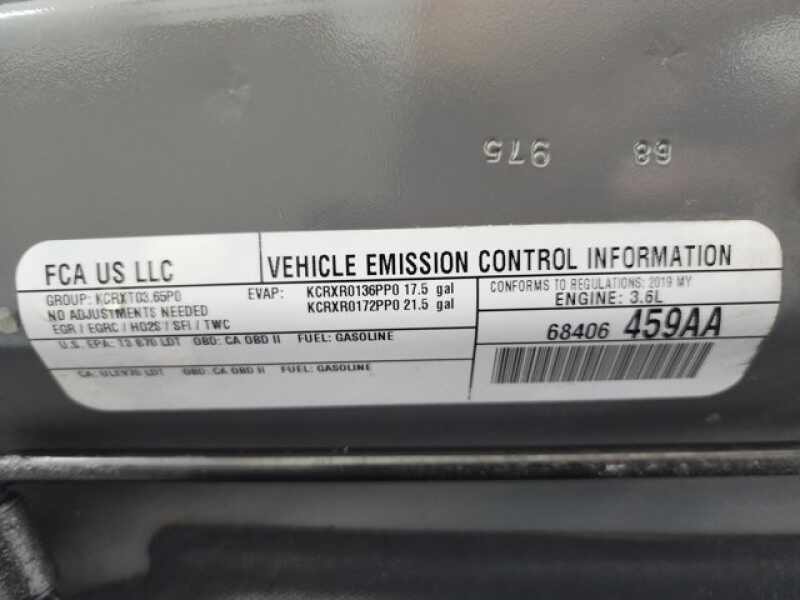 975 68
FCA US LLC
VEHICLE EMISSION CONTROL INFORMATION
GROUP: KCRXT03.65P0
NO ADJUSTMENTS NEEDED
EGR / EGRC / HO2S / SFI / TWC
EVAP: KCRXR0136PP0 17.5 gal
KCRXR0172PP0 21.5 gal
CONFORMS TO REGULATIONS: 2019 MY
ENGINE: 3.6L
U.S. EPA: T3 B70 LDT OBD: CA OBD II FUEL: GASOLINE
CA: ULEV70 LDT OBD: CA OBD II FUEL: GASOLINE
68406 459AA